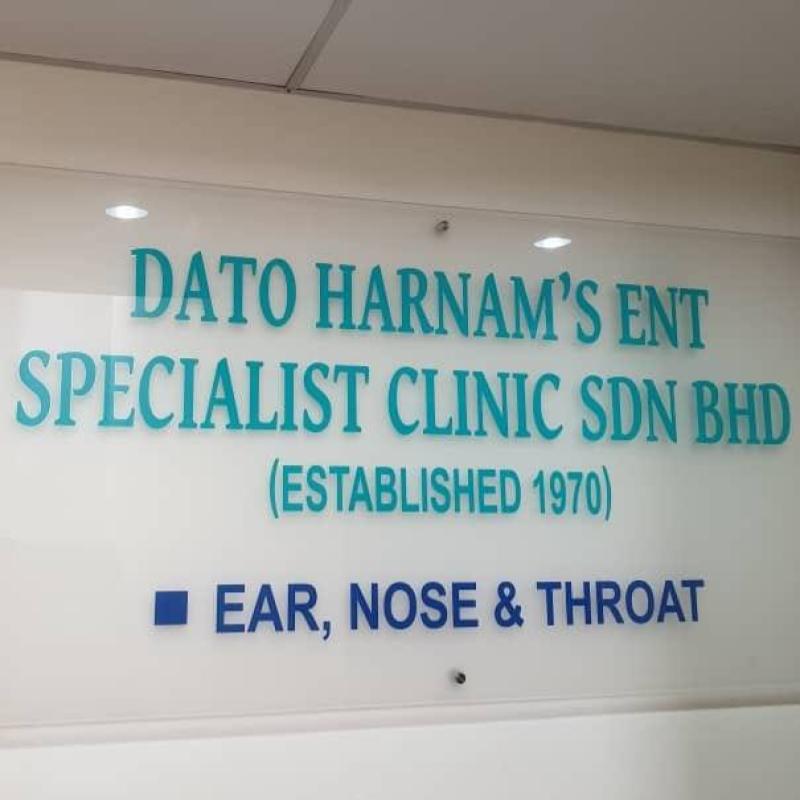 DATO HARNAM'S ENT
SPECIALIST CLINIC SDN BHD
(ESTABLISHED 1970)
■ EAR, NOSE & THROAT